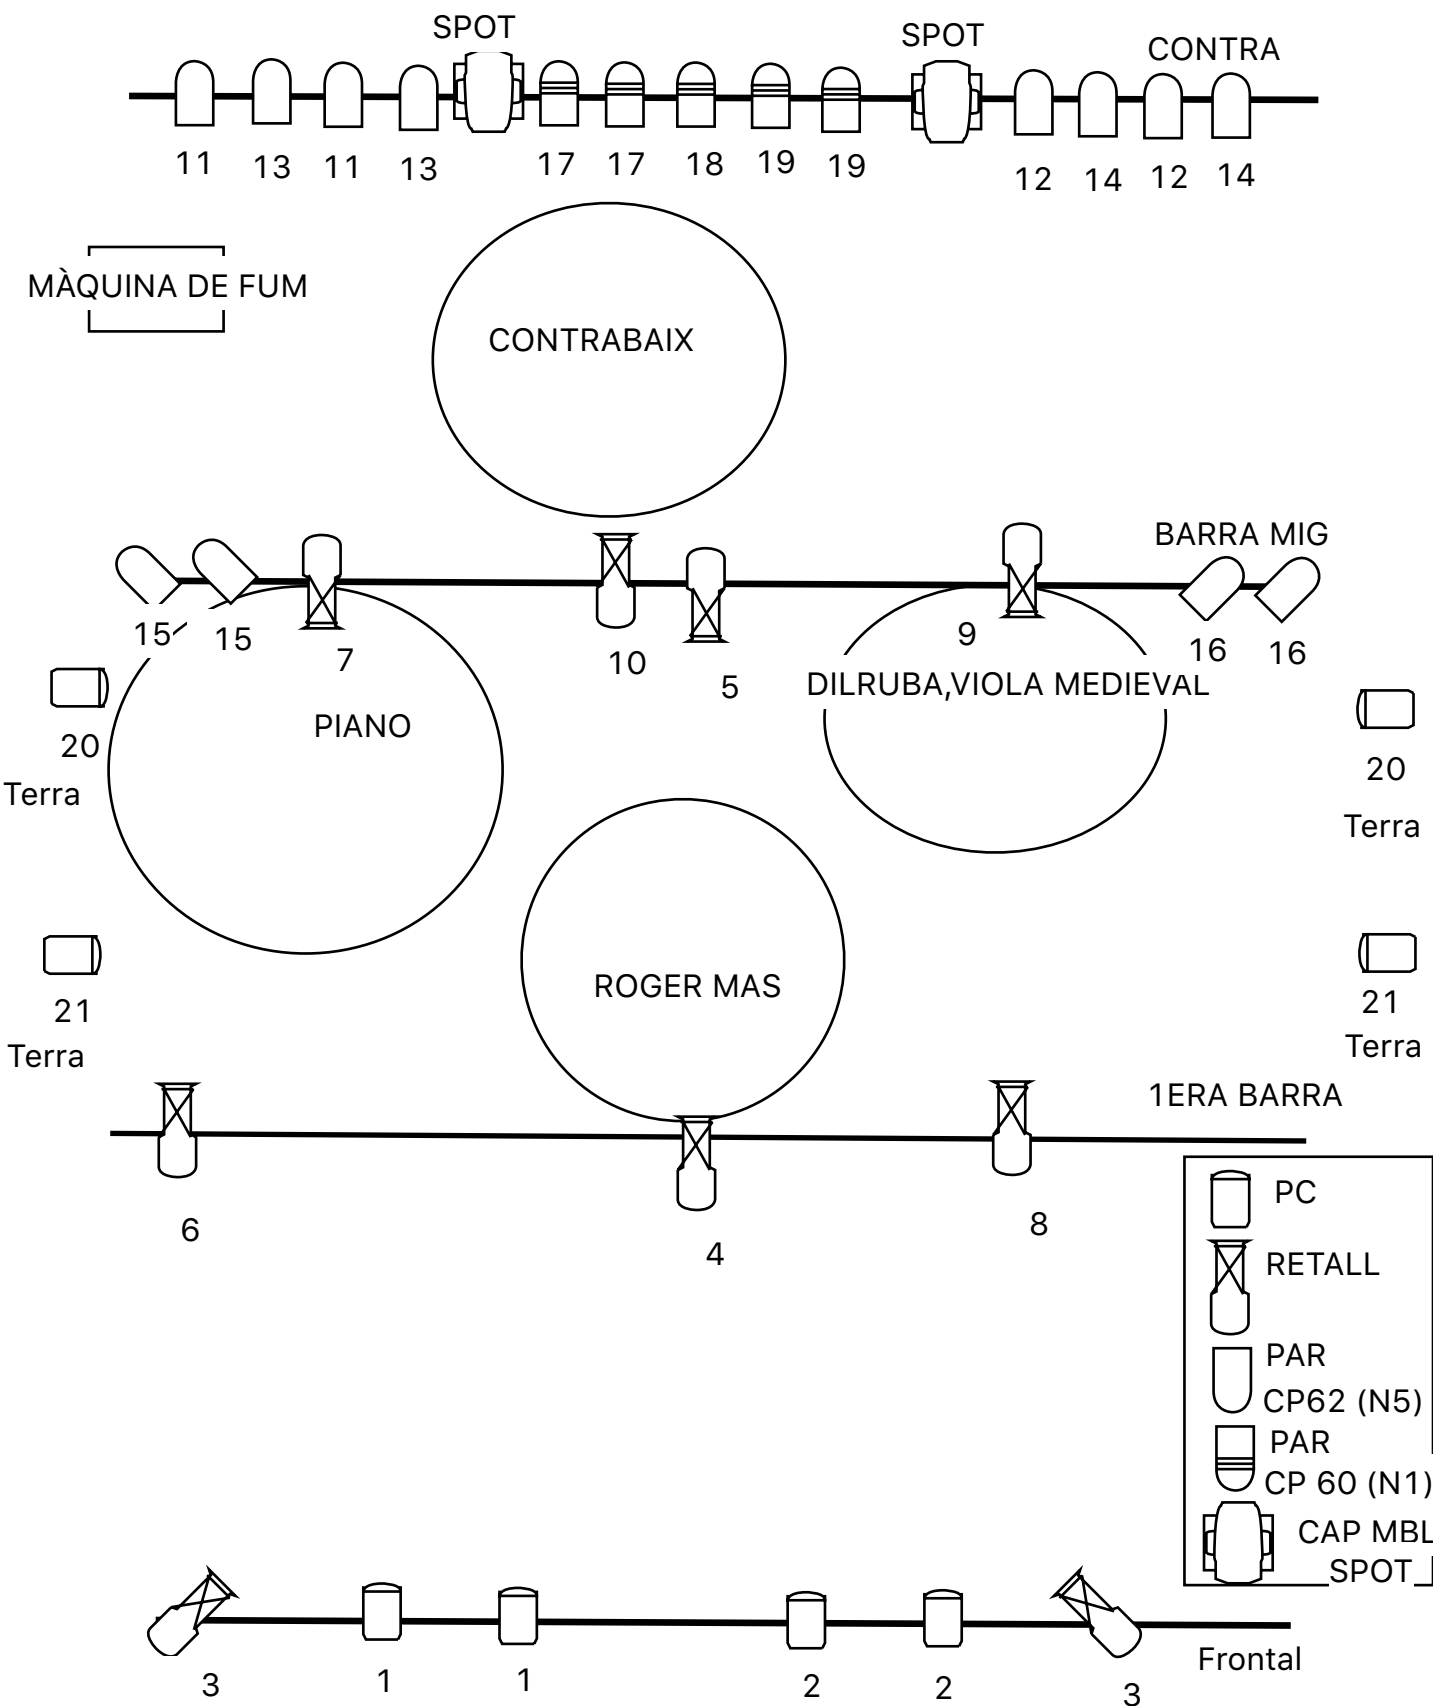 SPOT
SPOT
CONTRA
11 13 11 13 17 17 18 19 19 12 14 12 14
MÀQUINA DE FUM
CONTRABAIX
BARRA MIG
15 15 7 10 5 9 16 16
DILRUBA,VIOLA MEDIEVAL
PIANO
20
Terra
20
Terra
ROGER MAS
21
Terra
21
Terra
1ERA BARRA
6 4 8
PC
RETALL
PAR
CP62 (N5)
PAR
CP 60 (N1)
CAP MBL
SPOT
Frontal
3 1 1 2 2 3